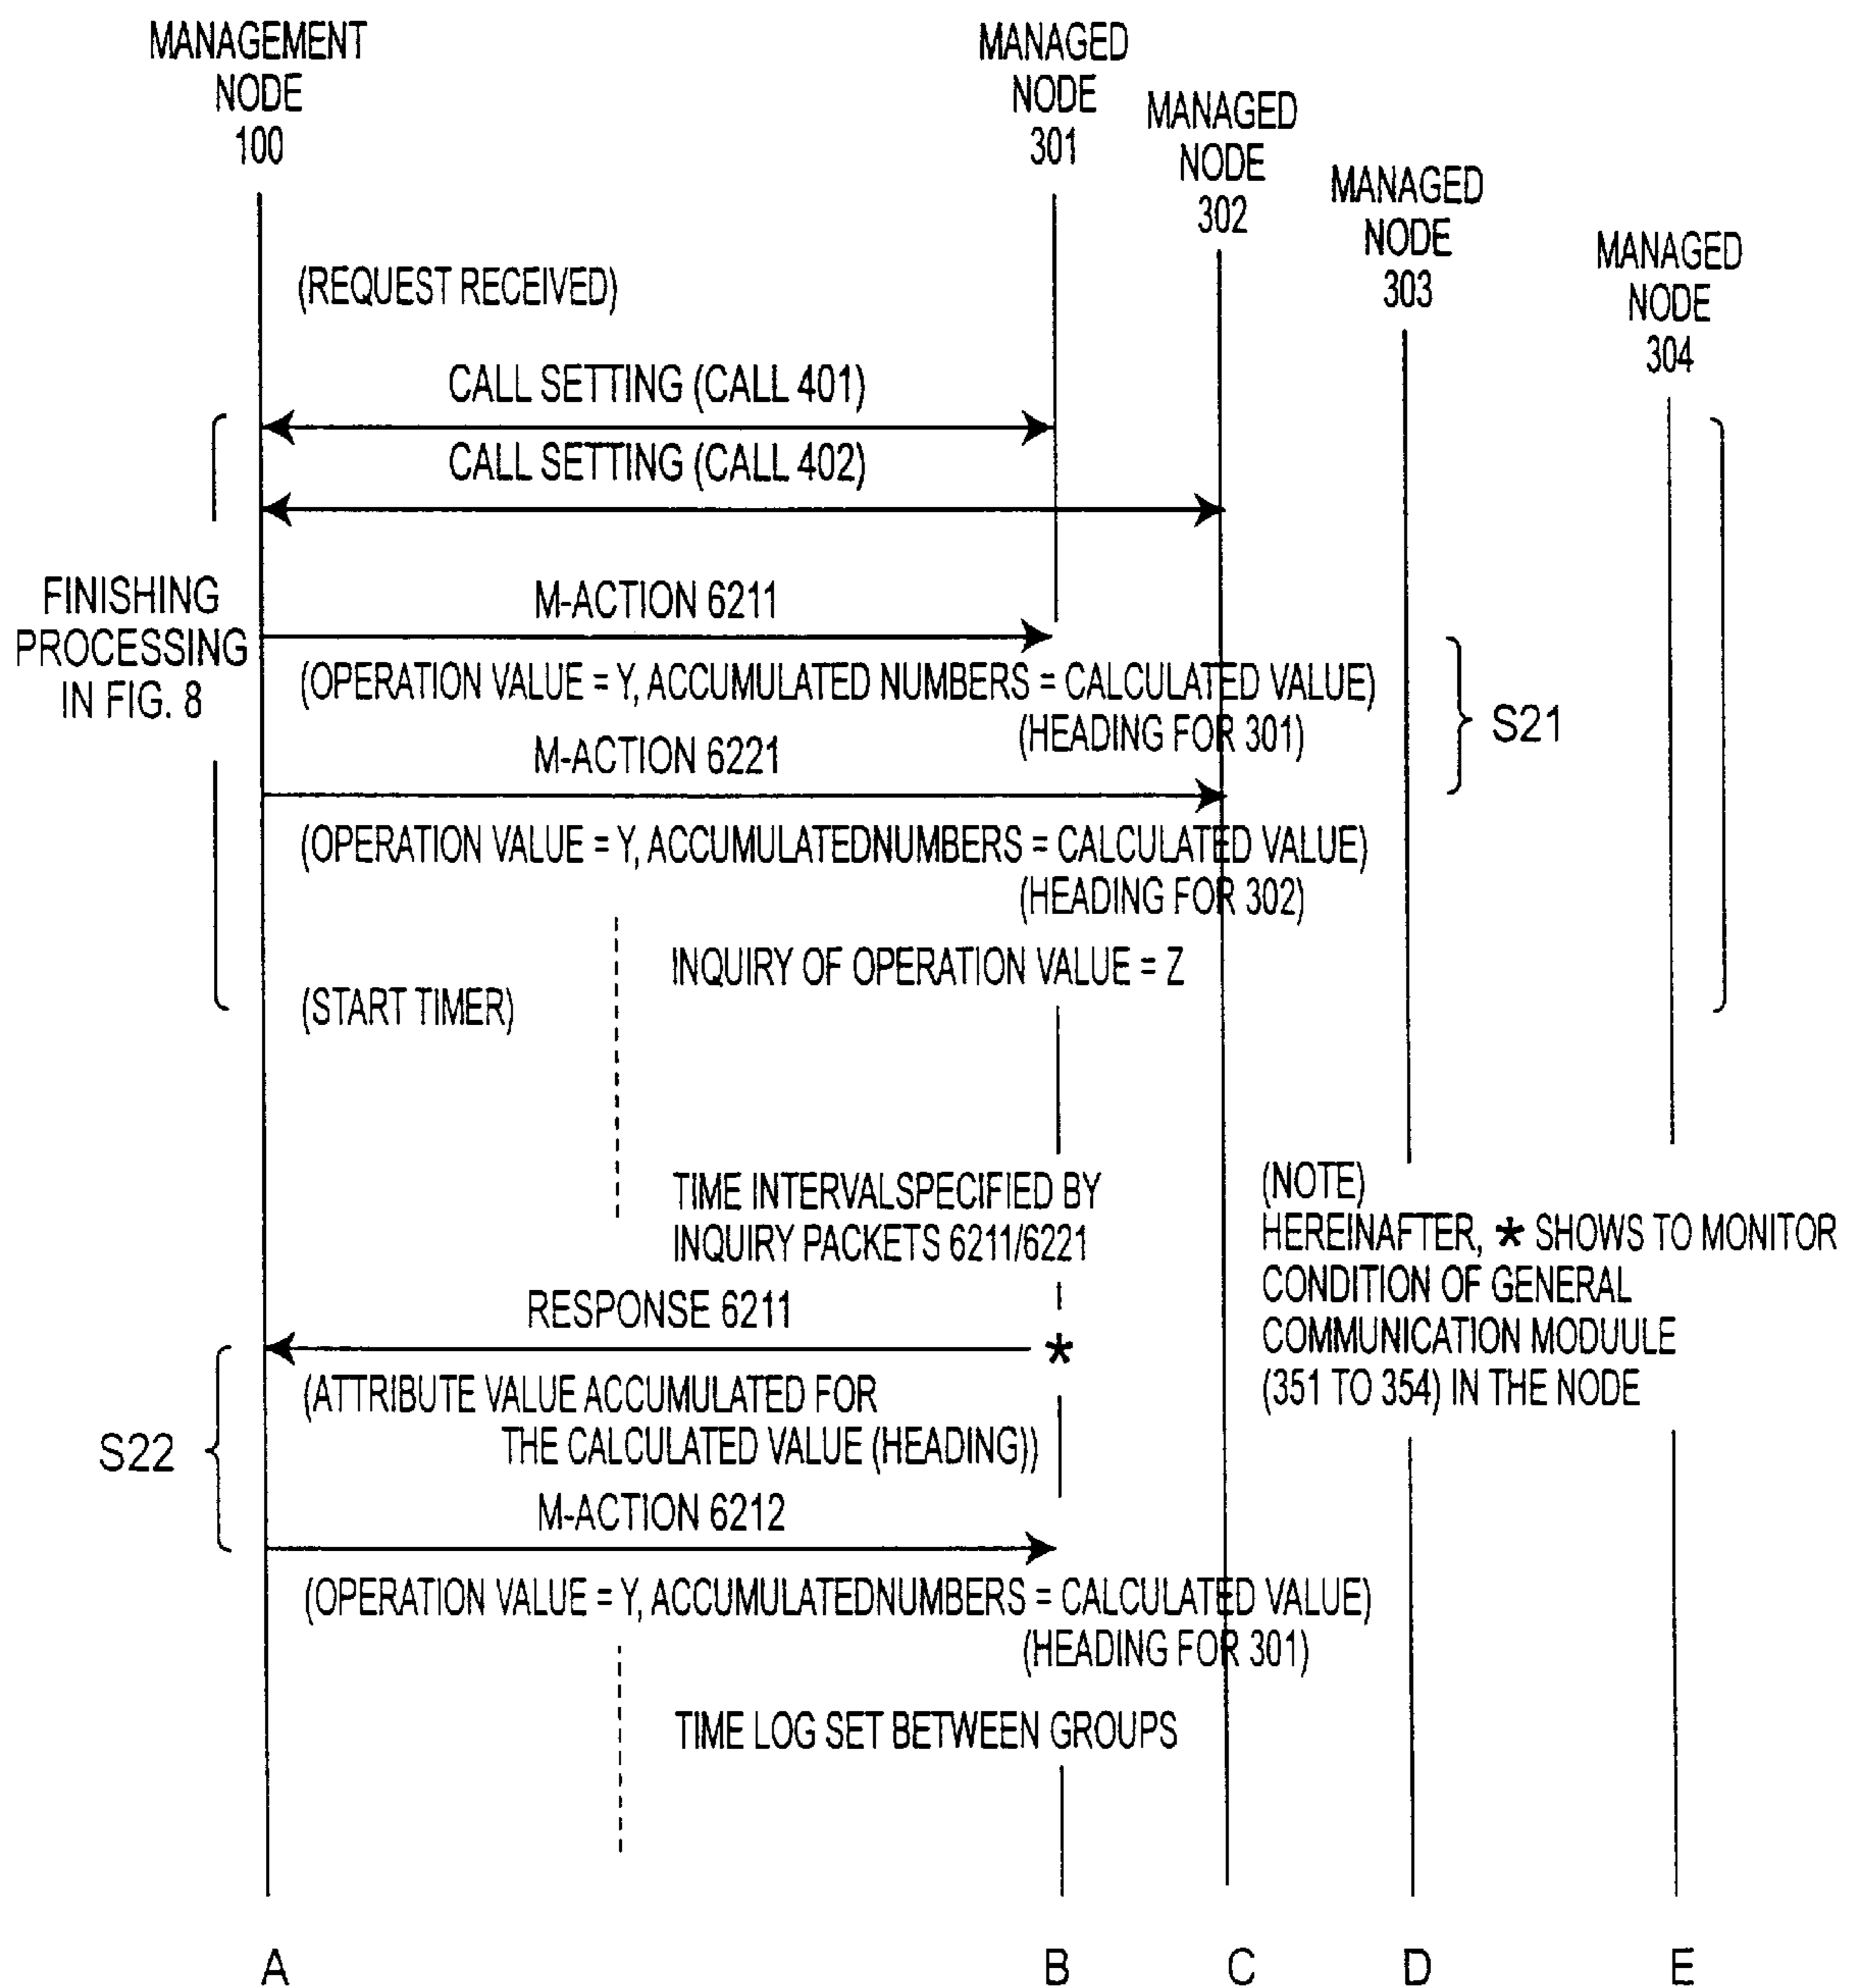 MANAGEMENT
NODE
100
MANAGED
NODE
301
MANAGED
NODE
302
MANAGED
NODE
303
MANAGED
NODE
304
(REQUEST RECEIVED)
CALL SETTING (CALL 401)
CALL SETTING (CALL 402)
FINISHING
PROCESSING
IN FIG. 8
M-ACTION 6211
(OPERATION VALUE = Y, ACCUMULATED NUMBERS = CALCULATED VALUE)
(HEADING FOR 301)
S21
M-ACTION 6221
(OPERATION VALUE = Y, ACCUMULATEDNUMBERS = CALCULATED VALUE)
(HEADING FOR 302)
INQUIRY OF OPERATION VALUE = Z
(START TIMER)
TIME INTERVALSPECIFIED BY
INQUIRY PACKETS 6211/6221
(NOTE)
HEREINAFTER, * SHOWS TO MONITOR
CONDITION OF GENERAL
COMMUNICATION MODUULE
(351 TO 354) IN THE NODE
RESPONSE 6211
*
(ATTRIBUTE VALUE ACCUMULATED FOR
THE CALCULATED VALUE (HEADING))
S22
M-ACTION 6212
(OPERATION VALUE = Y, ACCUMULATEDNUMBERS = CALCULATED VALUE)
(HEADING FOR 301)
TIME LOG SET BETWEEN GROUPS
A B C D E